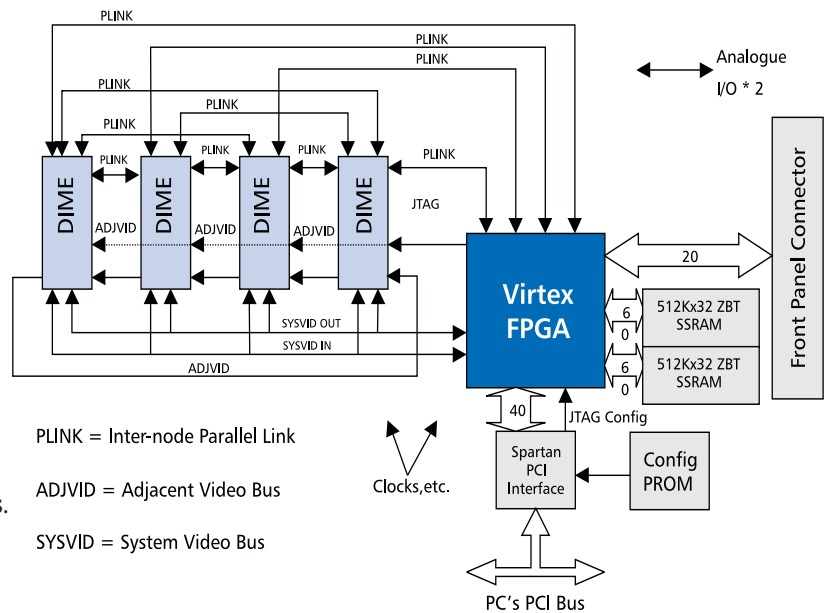 PLINK
PLINK
PLINK
PLINK
PLINK
PLINK
PLINK
PLINK
PLINK
PLINK
Analogue
I/O * 2
DIME
DIME
DIME
DIME
JTAG
ADJVID
ADJVID
ADJVID
SYSVID OUT
SYSVID IN
ADJVID
Virtex
FPGA
20
Front Panel Connector
6
0
512Kx32 ZBT
SSRAM
6
0
512Kx32 ZBT
SSRAM
40
JTAG Config
Spartan
PCI
Interface
Config
PROM
Clocks,etc.
PC's PCI Bus
PLINK = Inter-node Parallel Link
ADJVID = Adjacent Video Bus
s.
SYSVID = System Video Bus